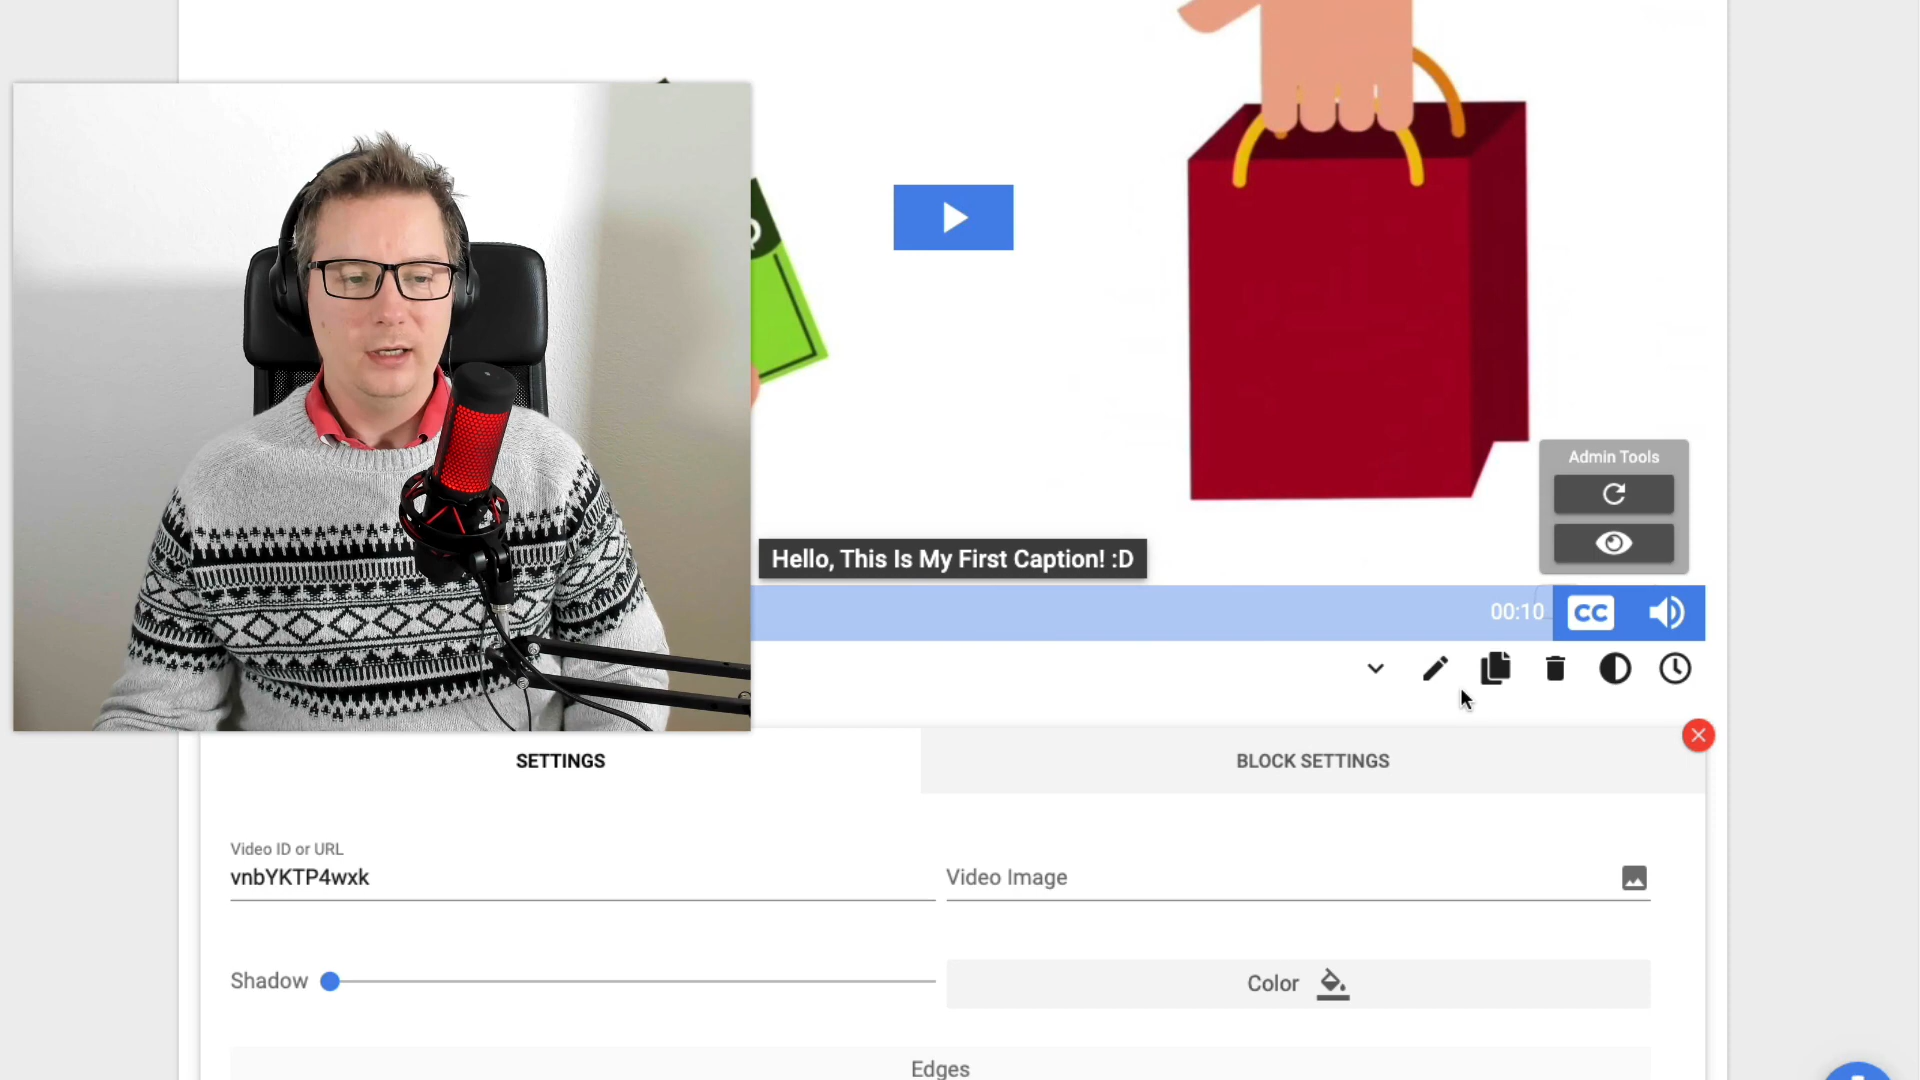 Admin Tools
Hello, This Is My First Caption! :D
00:10
CC
SETTINGS
BLOCK SETTINGS
Video ID or URL
vnbYKTP4wxk
Video Image
Shadow
Color
Edges